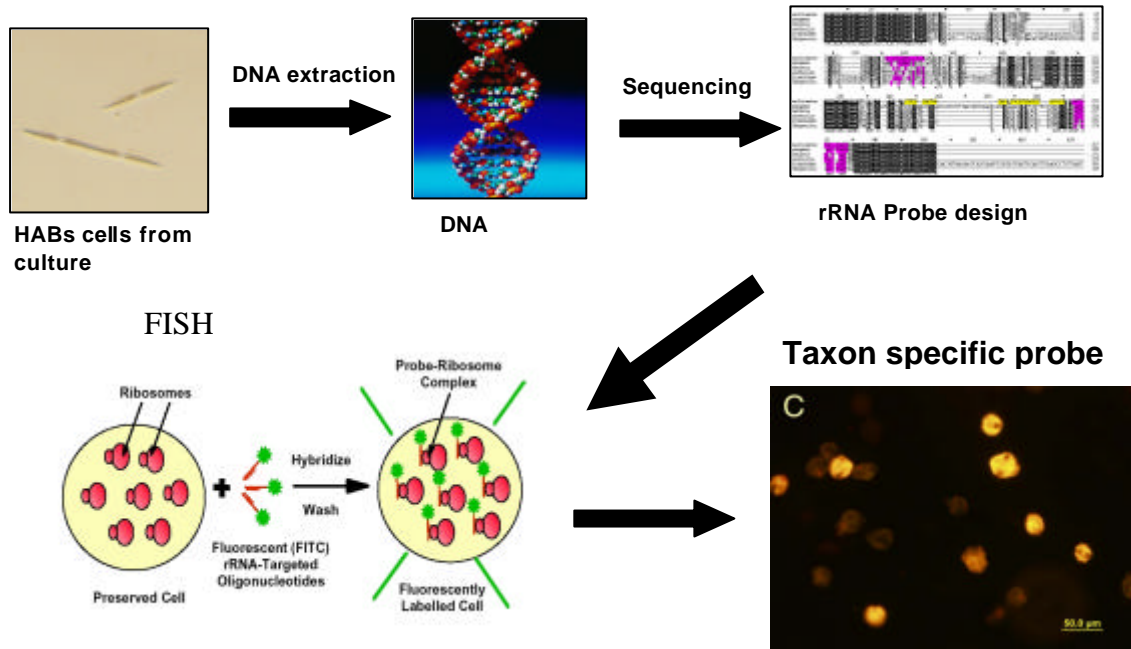 DNA extraction
Sequencing
HABs cells from
culture
DNA
rRNA Probe design
FISH
Taxon specific probe
Ribosomes
Probe-Ribosome
Complex
+
Hybridize
Wash
Fluorescent (FITC)
rRNA-Targeted
Oligonucleotides
Preserved Cell
Fluorescently
Labelled Cell
C
50.0 µm